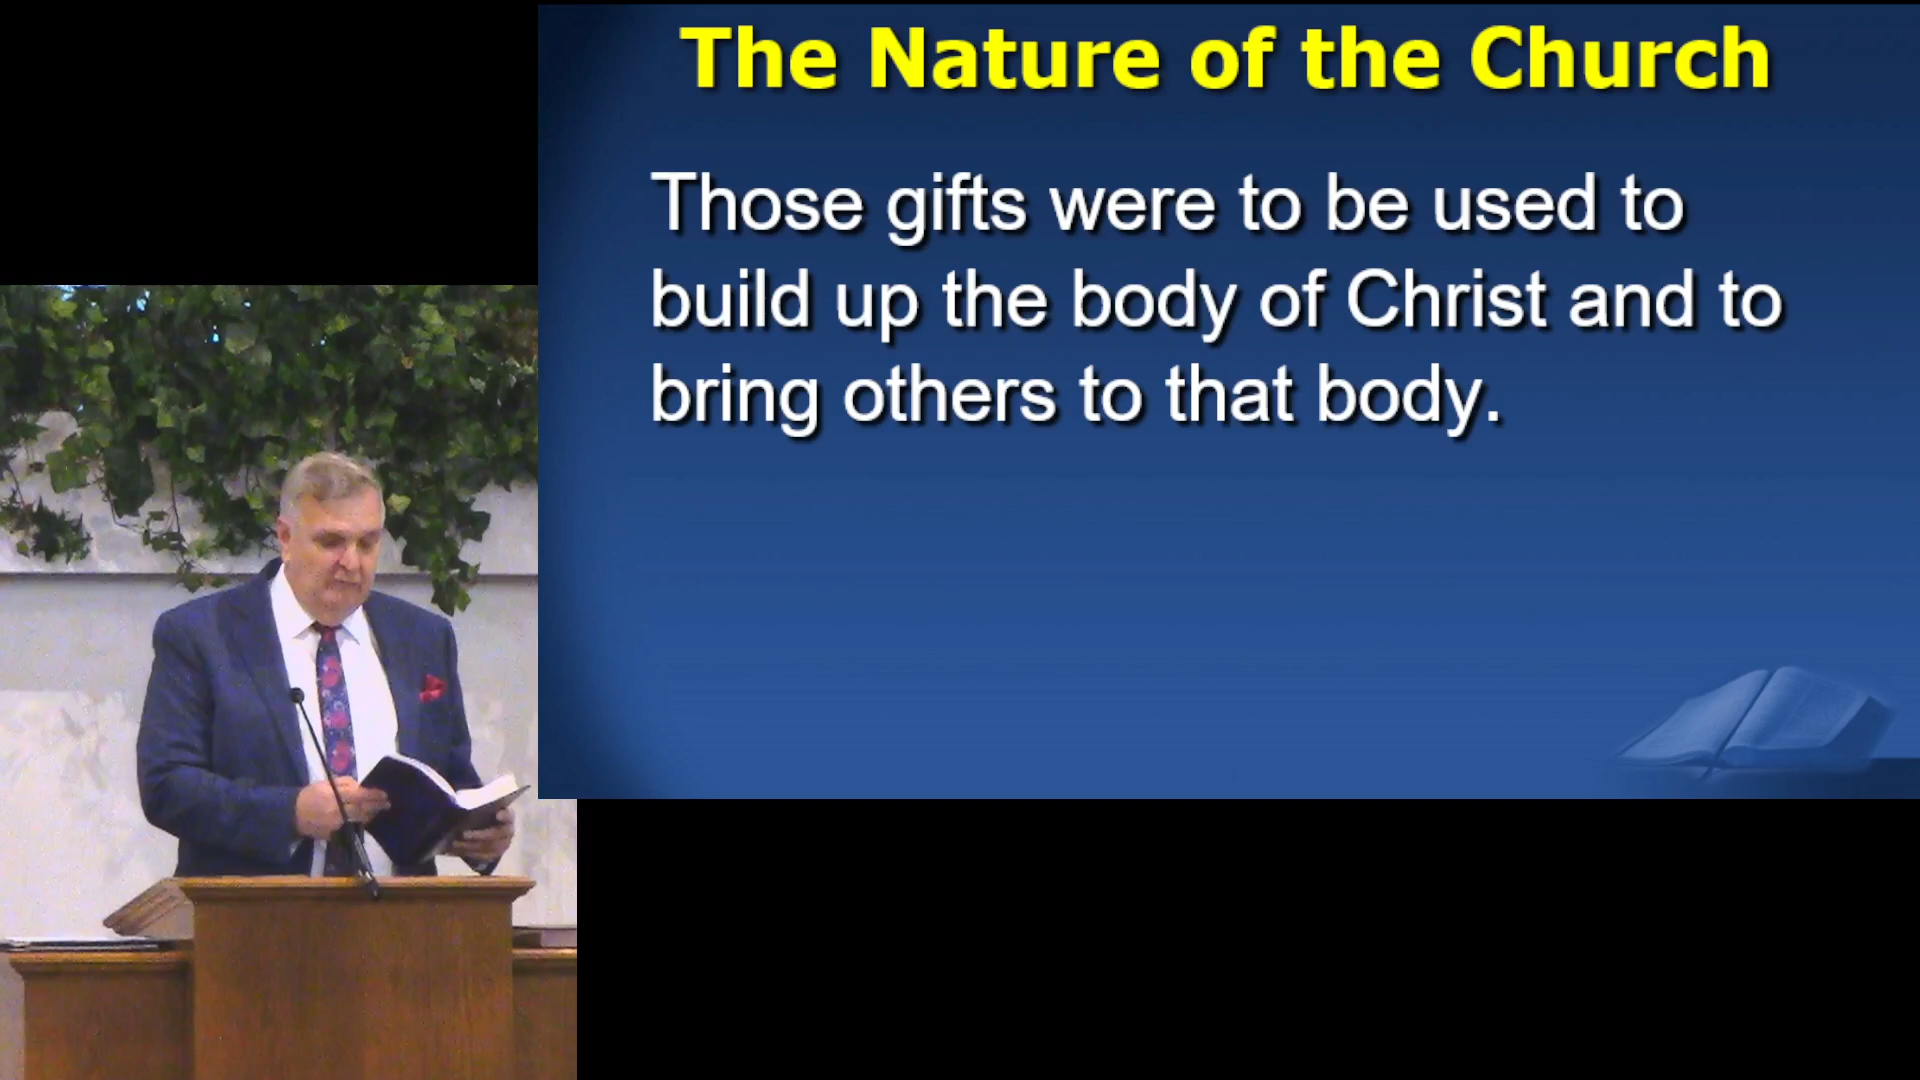 The Nature of the Church
Those gifts were to be used to
build up the body of Christ and to
bring others to that body.